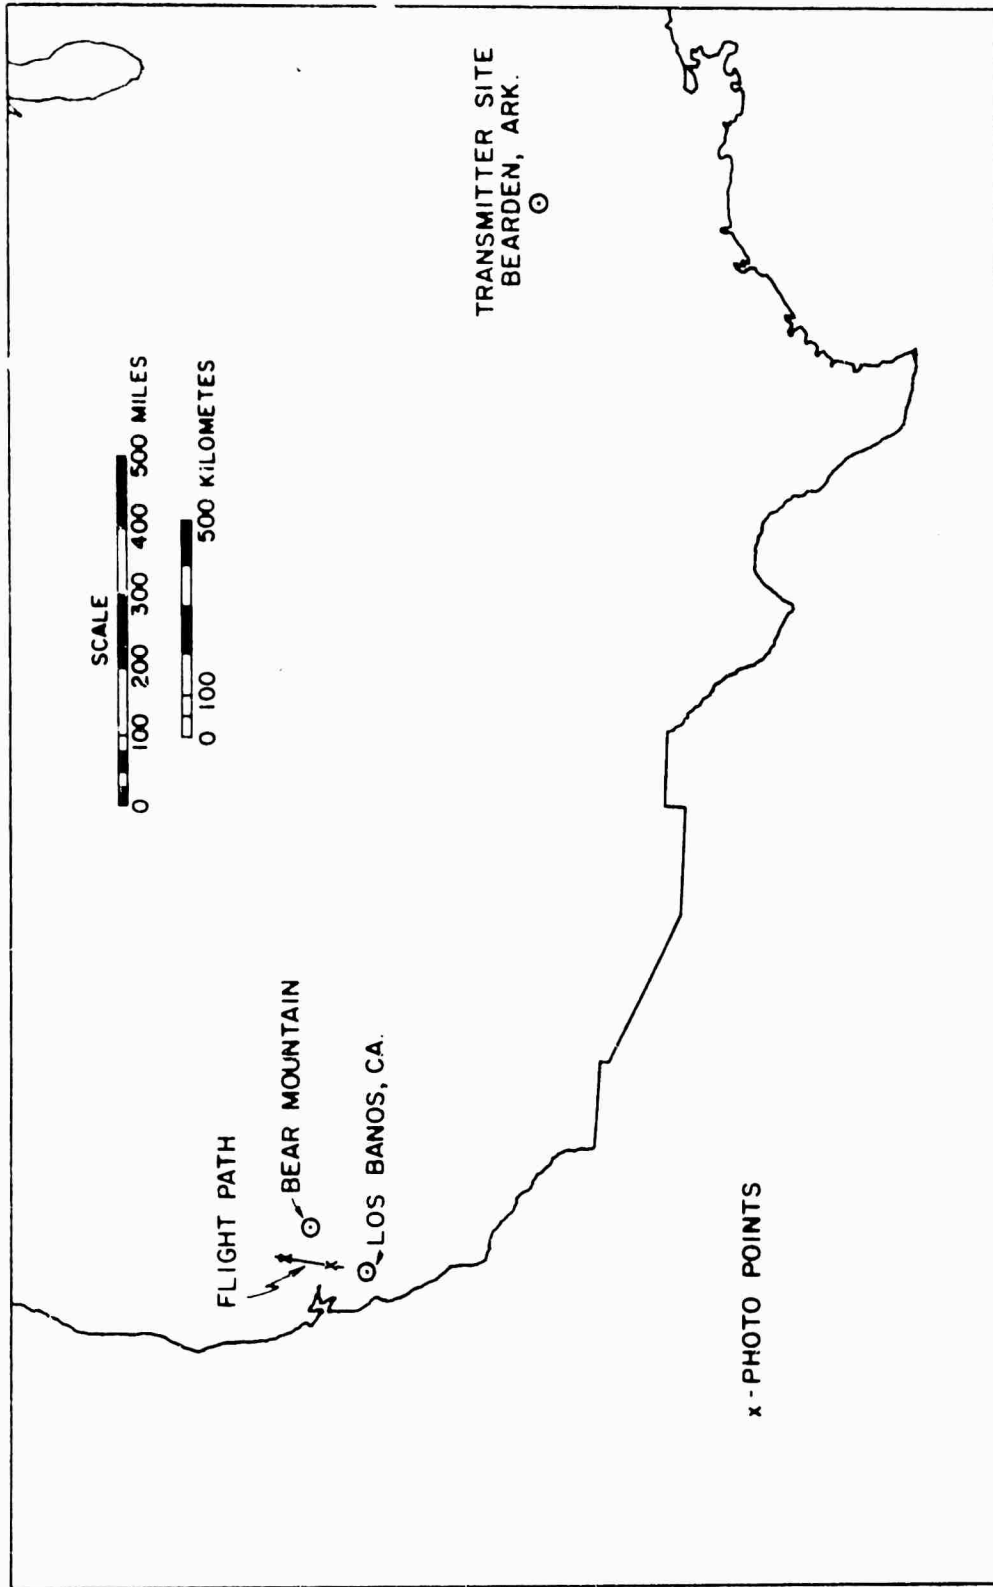 SCALE
0 100 200 300 400 500 MILES
0 100 500 KILOMETES
TRANSMITTER SITE
BEARDEN, ARK.
FLIGHT PATH
BEAR MOUNTAIN
LOS BANOS, CA.
x - PHOTO POINTS